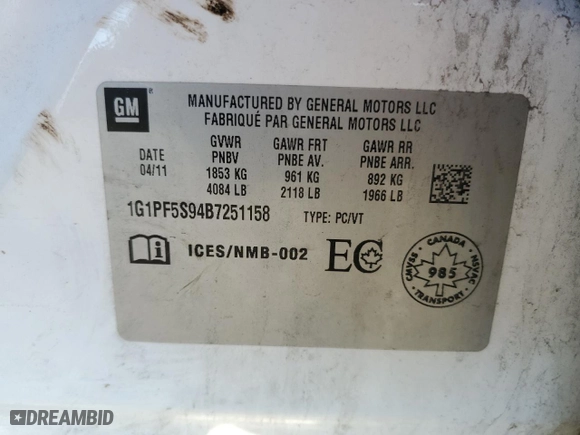 GM
MANUFACTURED BY GENERAL MOTORS LLC
FABRIQUÉ PAR GENERAL MOTORS LLC
DATE
04/11
GVWR
PNBV
1853 KG
4084 LB
GAWR FRT
PNBE AV.
961 KG
2118 LB
GAWR RR
PNBE ARR.
892 KG
1966 LB
1G1PF5S94B7251158 TYPE: PC/VT
ICES/NMB-002
EC
CANADA
CMVSS
985
NSVAC
TRANSPORT
DREAMBID